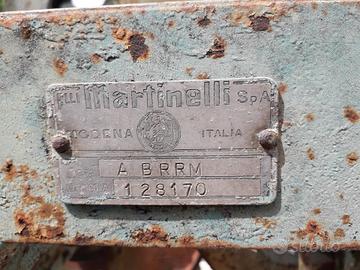 F.lli Martinelli S.p.A.
MODENA ITALIA
A BRRM
128170